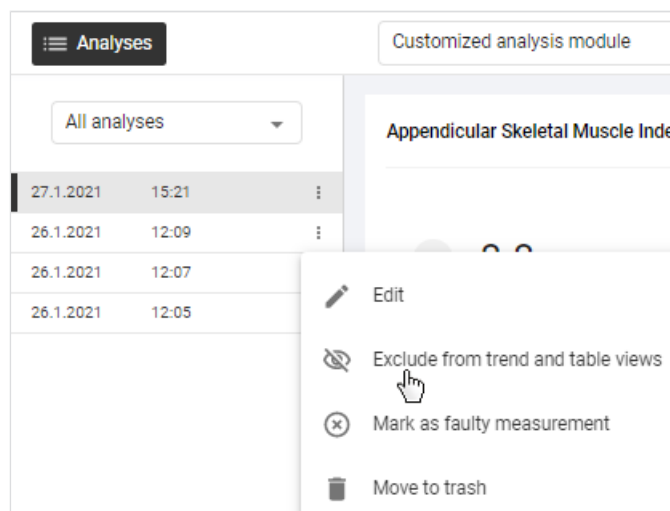 Analyses
Customized analysis module
All analyses
Appendicular Skeletal Muscle Inde
27.1.2021 15:21
26.1.2021 12:09
26.1.2021 12:07
26.1.2021 12:05
Edit
Exclude from trend and table views
Mark as faulty measurement
Move to trash